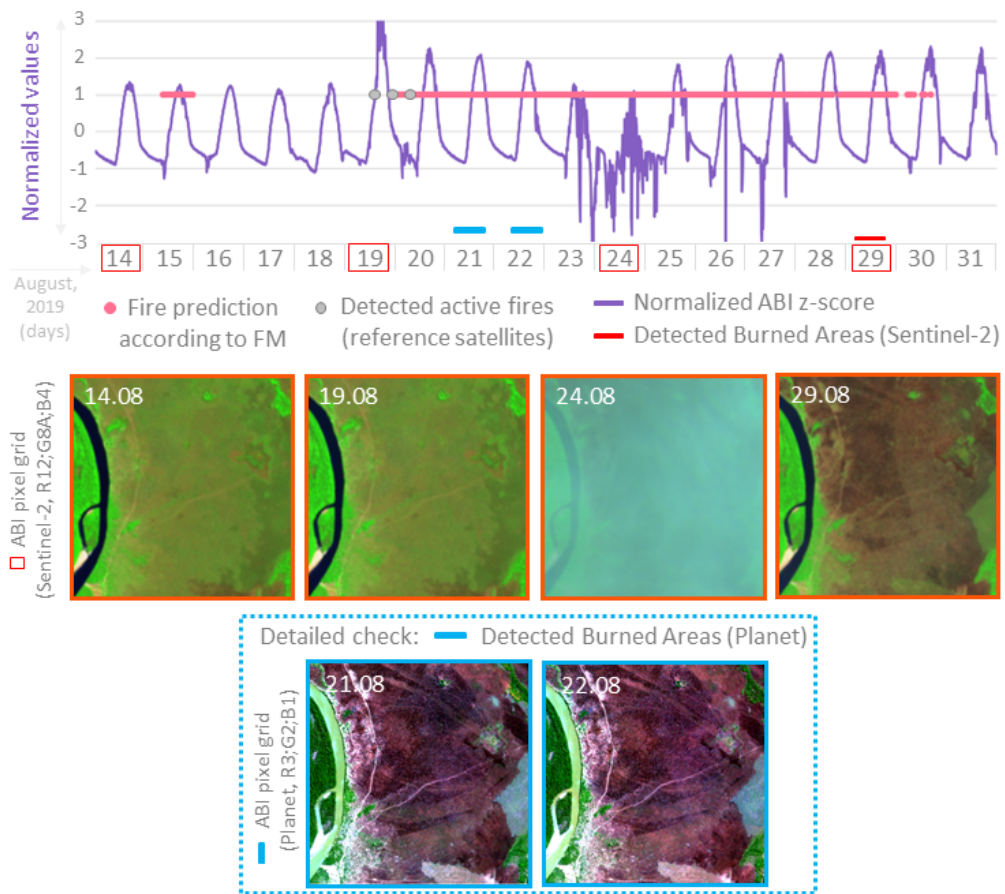 3
2
1
0
-1
-2
-3
Normalized values
14 15 16 17 18 19 20 21 22 23 24 25 26 27 28 29 30 31
August,
2019
(days)
Fire prediction
according to FM
Detected active fires
(reference satellites)
Normalized ABI z-score
Detected Burned Areas (Sentinel-2)
ABI pixel grid
(Sentinel-2, R12;G8A;B4)
14.08
19.08
24.08
29.08
Detailed check:
Detected Burned Areas (Planet)
ABI pixel grid
(Planet, R3;G2;B1)
21.08
22.08